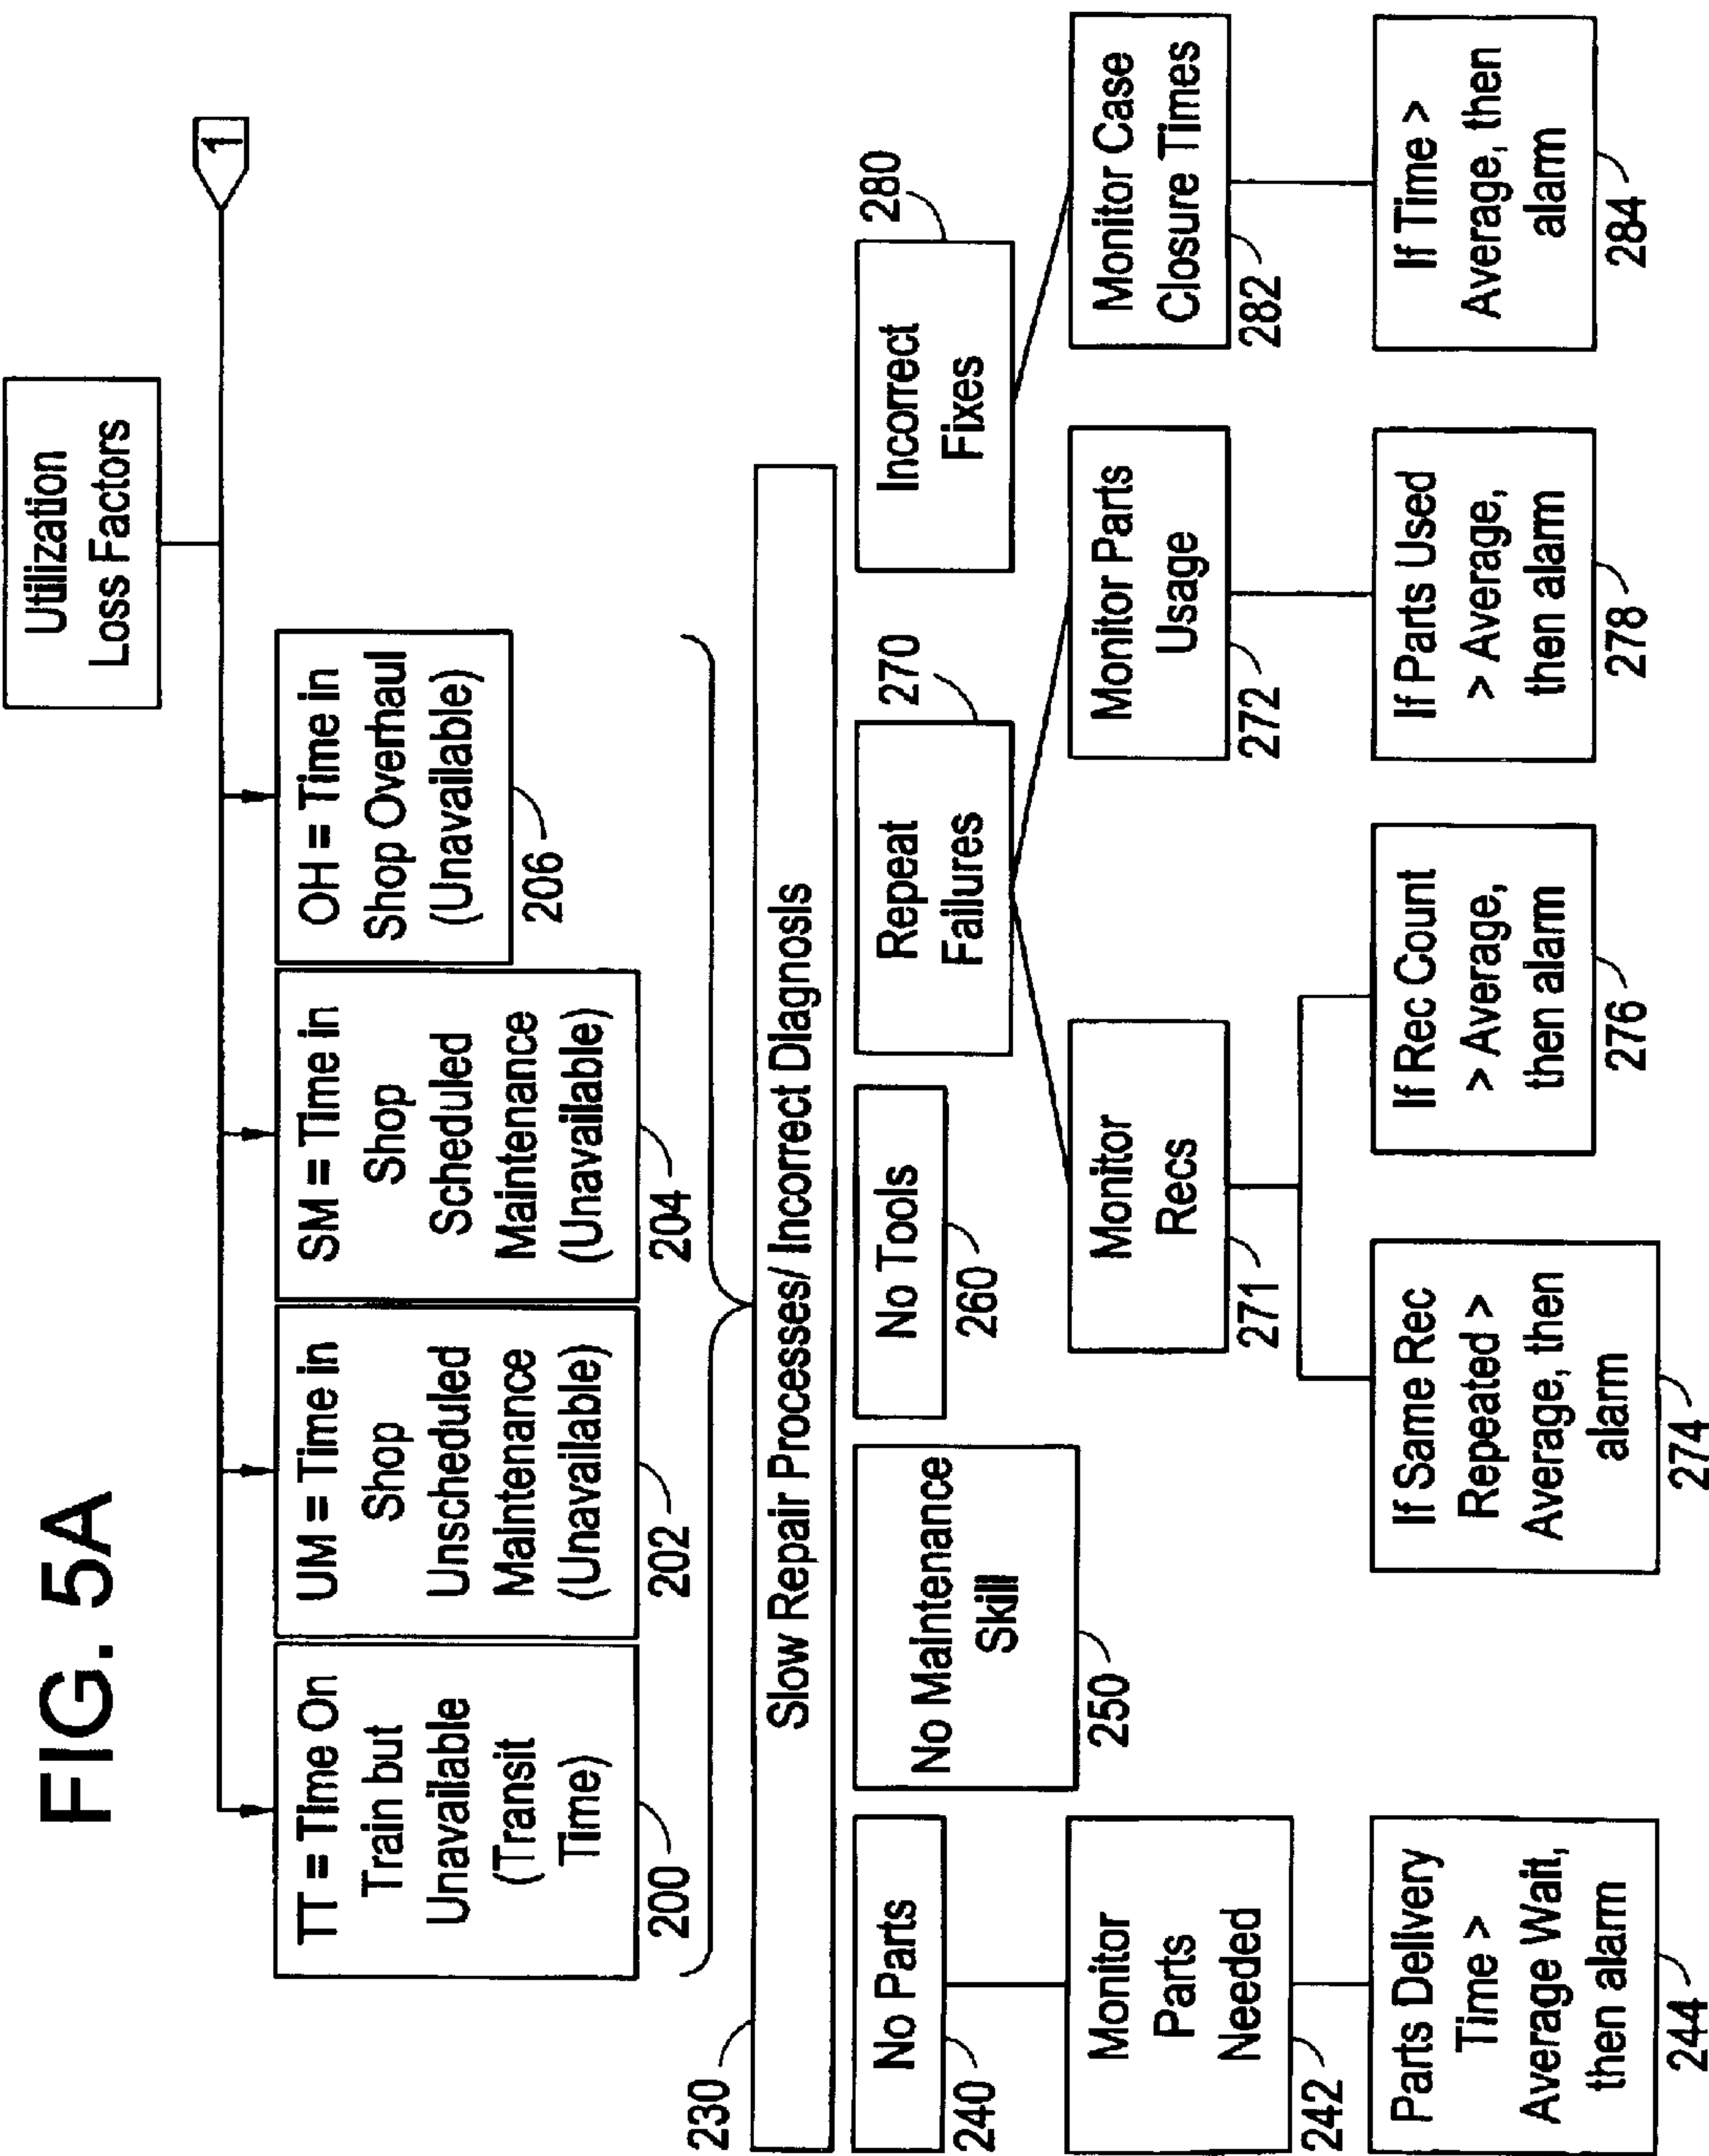 FIG. 5A
Utilization
Loss Factors
1
TT = Time On
Train but
Unavailable
(Transit
Time)
200
UM = Time in
Shop
Unscheduled
Maintenance
(Unavailable)
202
SM = Time in
Shop
Scheduled
Maintenance
(Unavailable)
204
OH = Time in
Shop Overhaul
(Unavailable)
206
230
Slow Repair Processes/ Incorrect Diagnosis
No Parts
240
No Maintenance
Skill
250
No Tools
260
Repeat
Failures
270
Incorrect
Fixes
280
Monitor
Parts
Needed
242
Monitor
Recs
271
Monitor Parts
Usage
272
Monitor Case
Closure Times
282
Parts Delivery
Time >
Average Wait,
then alarm
244
If Same Rec
Repeated >
Average, then
alarm
274
If Rec Count
> Average,
then alarm
276
If Parts Used
> Average,
then alarm
278
If Time >
Average, then
alarm
284